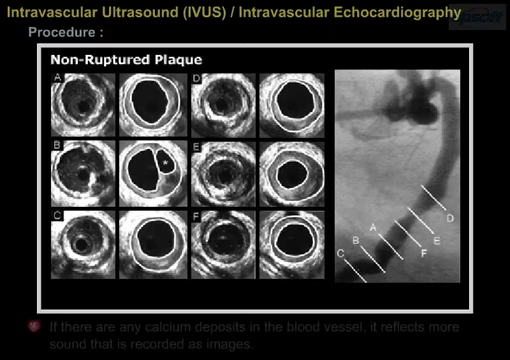 Intravascular Ultrasound (IVUS) / Intravascular Echocardiography
Procedure :
Non-Ruptured Plaque
A
D
B
*
E
C
F
D
E
A
F
B
C
If there are any calcium deposits in the blood vessel, it reflects more
sound that is recorded as images.